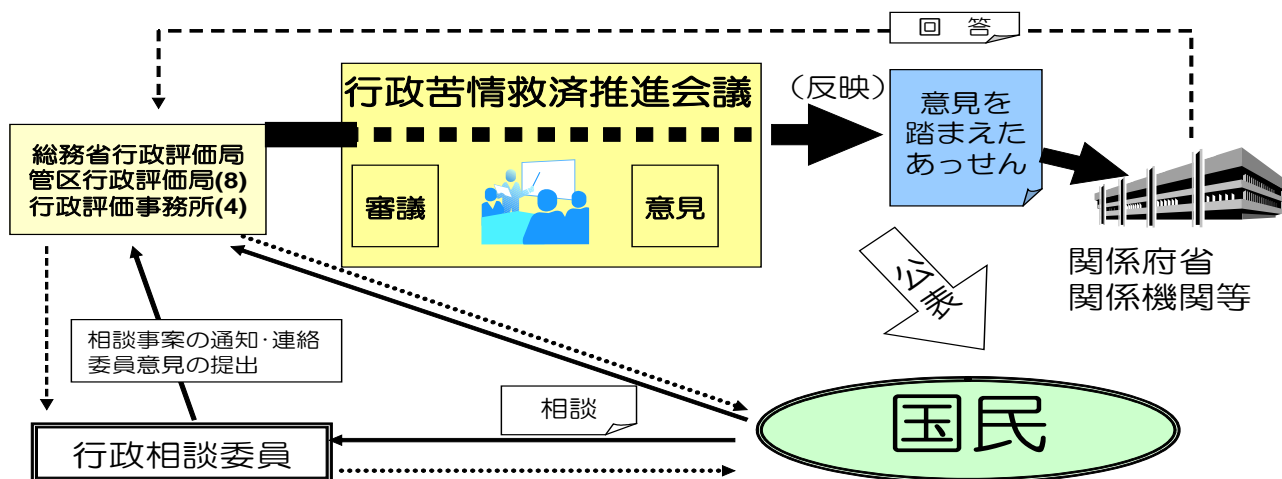 回　答
行政苦情救済推進会議
（反映）
意見を
踏まえた
あっせん
総務省行政評価局
管区行政評価局(8)
行政評価事務所(4)
審議
意見
関係府省
関係機関等
公表
相談事案の通知･連絡
委員意見の提出
相談
国民
行政相談委員